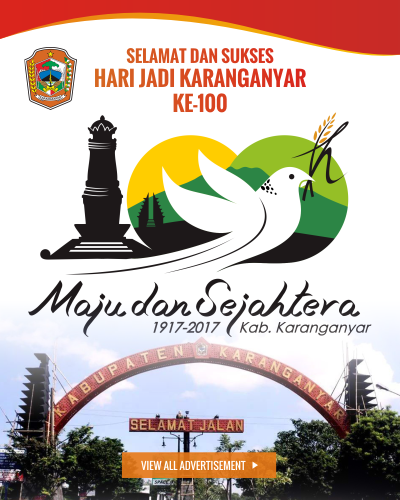 SELAMAT DAN SUKSES
HARI JADI KARANGANYAR
KE-100
th
Maju dan Sejahtera
1917-2017 Kab. Karanganyar
KABUPATEN KARANGANYAR
SELAMAT JALAN
VIEW ALL ADVERTISEMENT